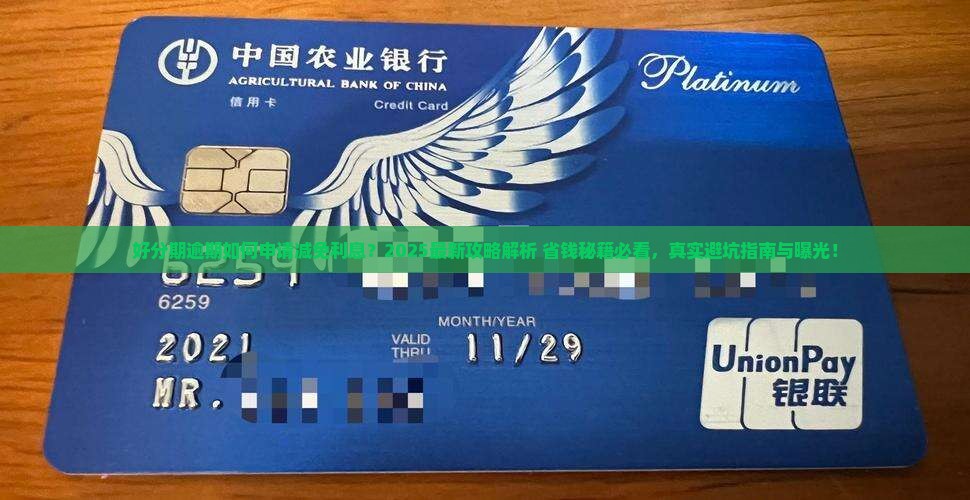 中国农业银行
AGRICULTURAL BANK OF CHINA
信用卡
Credit Card
Platinum
好分期逾期如何申请减免利息？2025最新攻略解析 省钱秘籍必看，真实避坑指南与曝光！
6259
6259
MONTH/YEAR
2021
VALID THRU
11/29
MR.
UnionPay
银联